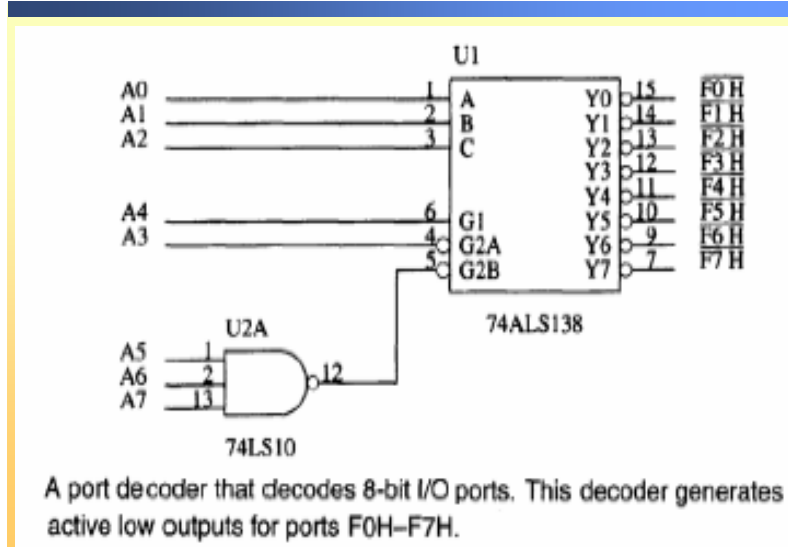 U1
A0 1 A Y0 15 F0 H
A1 2 B Y1 14 F1 H
A2 3 C Y2 13 F2 H
Y3 12 F3 H
Y4 11 F4 H
A4 6 G1 Y5 10 F5 H
A3 4 G2A Y6 9 F6 H
5 G2B Y7 7 F7 H
74ALS138
U2A
A5 1
A6 2 12
A7 13
74LS10
A port decoder that decodes 8-bit I/O ports. This decoder generates
active low outputs for ports F0H–F7H.